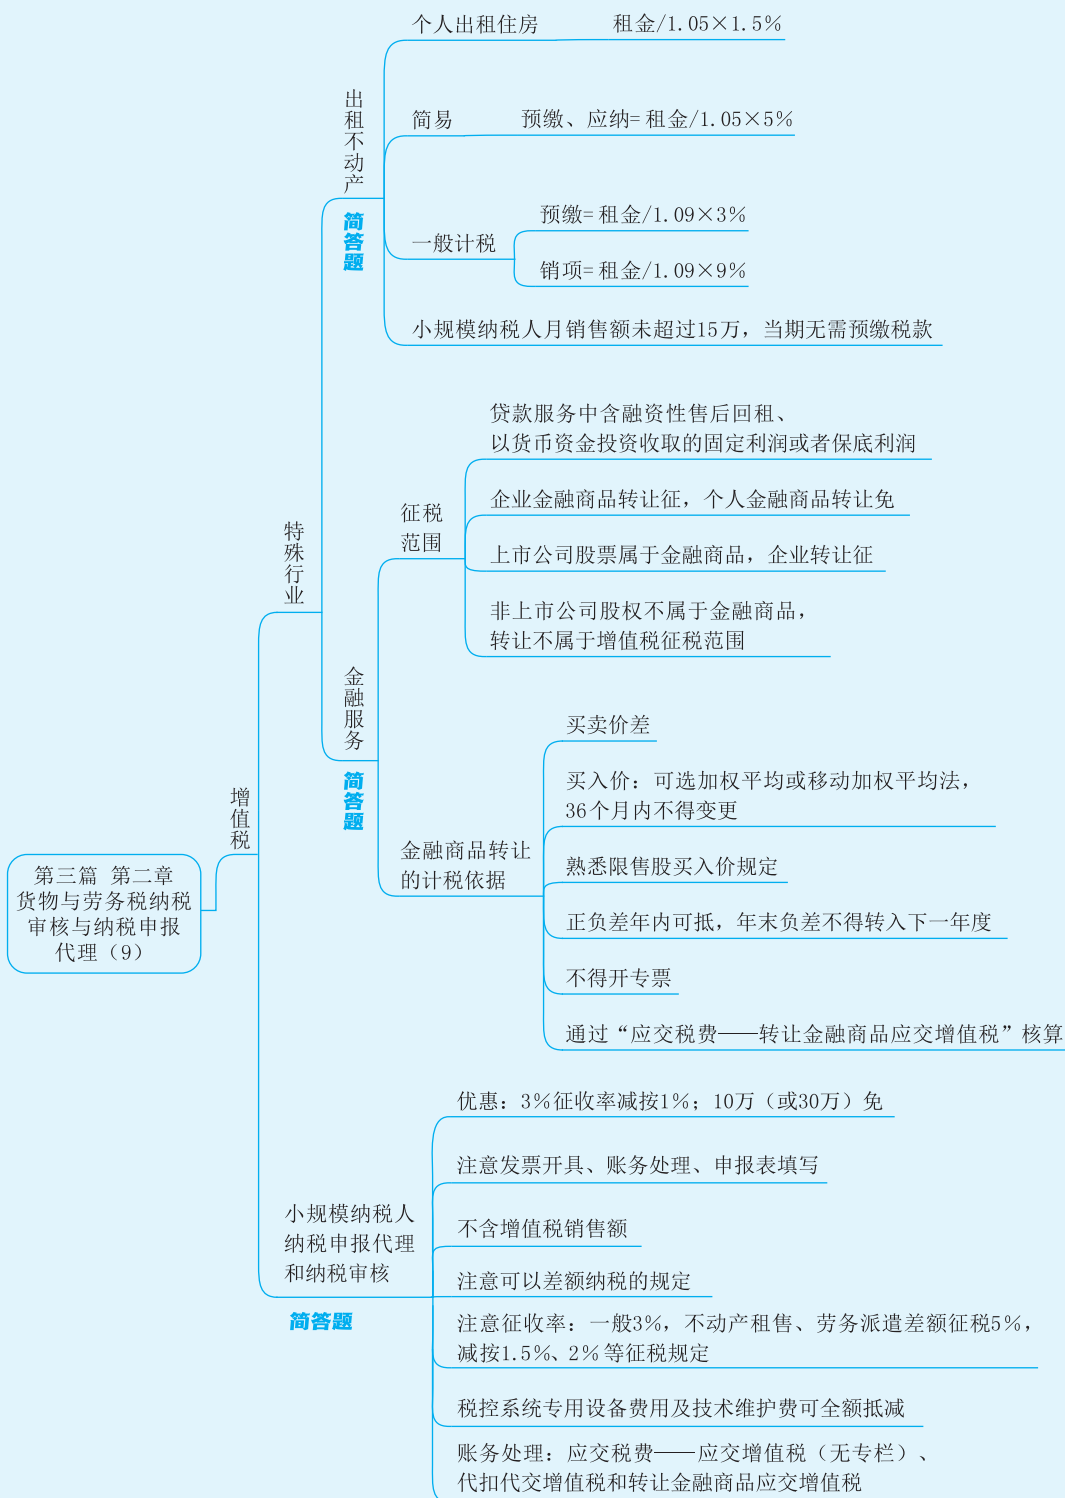 第三篇 第二章
货物与劳务税纳税
审核与纳税申报
代理（9）
增值税
特殊行业
出租不动产
简答题
个人出租住房
租金/1.05×1.5%
简易
预缴、应纳=租金/1.05×5%
一般计税
预缴=租金/1.09×3%
销项=租金/1.09×9%
小规模纳税人月销售额未超过15万，当期无需预缴税款
金融服务
简答题
征税
范围
贷款服务中含融资性售后回租、
以货币资金投资收取的固定利润或者保底利润
企业金融商品转让征，个人金融商品转让免
上市公司股票属于金融商品，企业转让征
非上市公司股权不属于金融商品，
转让不属于增值税征税范围
金融商品转让
的计税依据
买卖价差
买入价：可选加权平均或移动加权平均法，
36个月内不得变更
熟悉限售股买入价规定
正负差年内可抵，年末负差不得转入下一年度
不得开专票
通过“应交税费——转让金融商品应交增值税”核算
小规模纳税人
纳税申报代理
和纳税审核
简答题
优惠：3%征收率减按1%；10万（或30万）免
注意发票开具、账务处理、申报表填写
不含增值税销售额
注意可以差额纳税的规定
注意征收率：一般3%，不动产租售、劳务派遣差额征税5%，
减按1.5%、2%等征税规定
税控系统专用设备费用及技术维护费可全额抵减
账务处理：应交税费——应交增值税（无专栏）、
代扣代交增值税和转让金融商品应交增值税